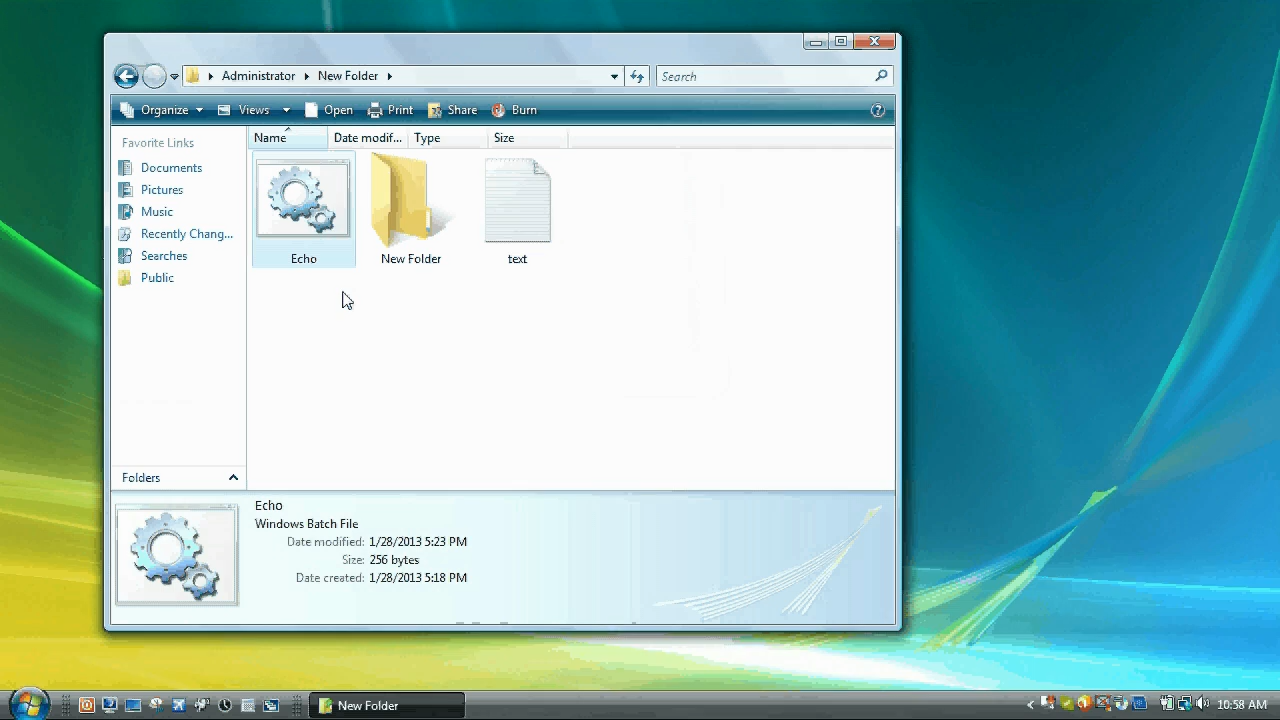 Administrator New Folder Search
Organize Views Open Print Share Burn
Favorite Links
Documents
Pictures
Music
Recently Chang...
Searches
Public
Folders
Name Date modif... Type Size
Echo New Folder text
Echo
Windows Batch File
Date modified: 1/28/2013 5:23 PM
Size: 256 bytes
Date created: 1/28/2013 5:18 PM
New Folder 10:58 AM